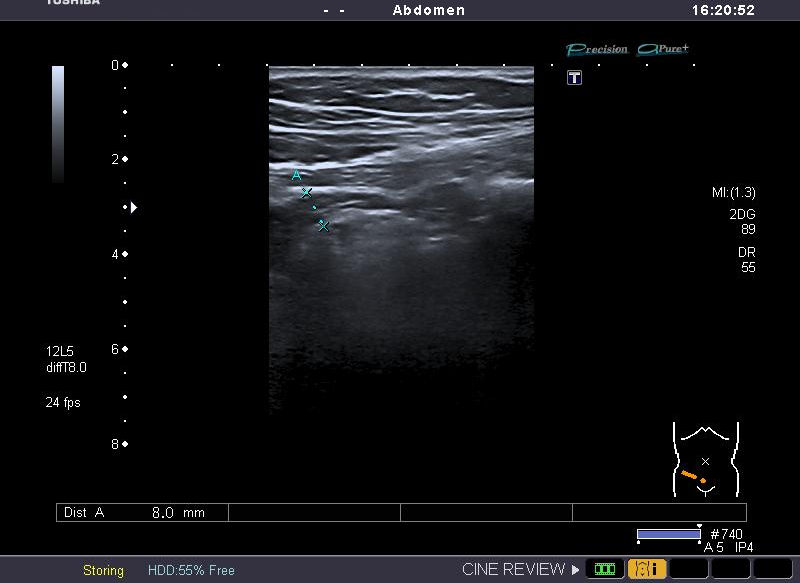 TOSHIBA
- - Abdomen 16:20:52
Precision APure+
T
0
2
4
6
8
A
MI:(1.3)
2DG
89
DR
55
12L5
diffT8.0
24 fps
Dist A 8.0 mm
#740
A 5 IP4
Storing HDD:55% Free CINE REVIEW
i